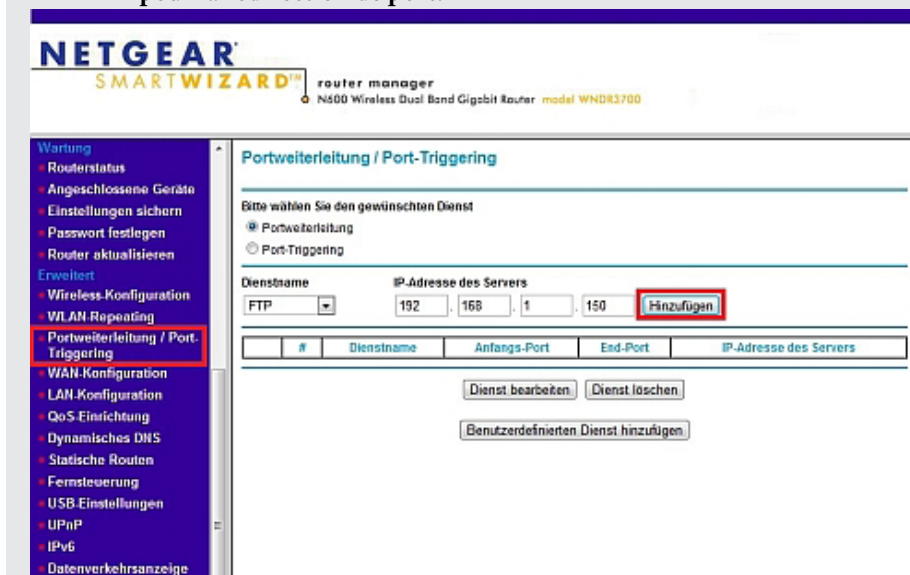 NETGEAR
SMARTWIZARD™
router manager
N600 Wireless Dual Band Gigabit Router model WNDR3700
Wartung
Routerstatus
Angeschlossene Geräte
Einstellungen sichern
Passwort festlegen
Router aktualisieren
Erweitert
Wireless-Konfiguration
WLAN-Repeating
Portweiterleitung / Port-
Triggering
WAN-Konfiguration
LAN-Konfiguration
QoS-Einrichtung
Dynamisches DNS
Statische Routen
Fernsteuerung
USB-Einstellungen
UPnP
IPv6
Datenverkehrsanzeige
Portweiterleitung / Port-Triggering
Bitte wählen Sie den gewünschten Dienst
Portweiterleitung
Port-Triggering
Dienstname IP-Adresse des Servers
FTP 192 . 168 . 1 . 150 Hinzufügen
# Dienstname Anfangs-Port End-Port IP-Adresse des Servers
Dienst bearbeiten Dienst löschen
Benutzerdefinierten Dienst hinzufügen